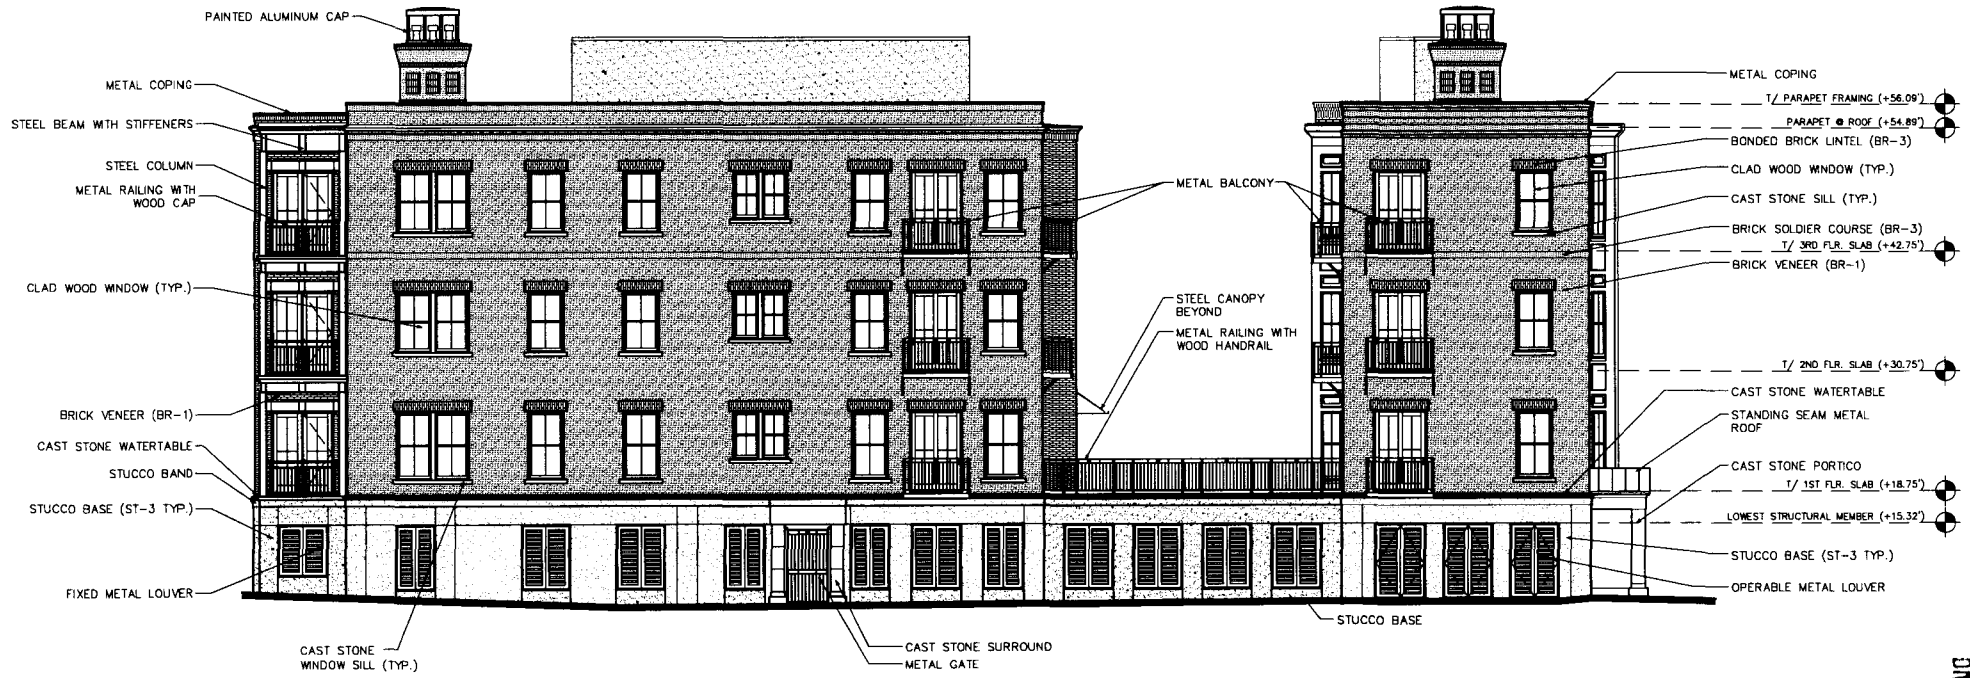 PAINTED ALUMINUM CAP
METAL COPING
STEEL BEAM WITH STIFFENERS
STEEL COLUMN
METAL RAILING WITH
WOOD CAP
CLAD WOOD WINDOW (TYP.)
BRICK VENEER (BR-1)
CAST STONE WATERTABLE
STUCCO BAND
STUCCO BASE (ST-3 TYP.)
FIXED METAL LOUVER
CAST STONE
WINDOW SILL (TYP.)
CAST STONE SURROUND
METAL GATE
METAL BALCONY
STEEL CANOPY
BEYOND
METAL RAILING WITH
WOOD HANDRAIL
STUCCO BASE
METAL COPING
T/ PARAPET FRAMING (+56.09')
PARAPET @ ROOF (+54.89')
BONDED BRICK LINTEL (BR-3)
CLAD WOOD WINDOW (TYP.)
CAST STONE SILL (TYP.)
BRICK SOLDIER COURSE (BR-3)
T/ 3RD FLR. SLAB (+42.75')
BRICK VENEER (BR-1)
T/ 2ND FLR. SLAB (+30.75')
CAST STONE WATERTABLE
STANDING SEAM METAL
ROOF
CAST STONE PORTICO
T/ 1ST FLR. SLAB (+18.75')
LOWEST STRUCTURAL MEMBER (+15.32')
STUCCO BASE (ST-3 TYP.)
OPERABLE METAL LOUVER